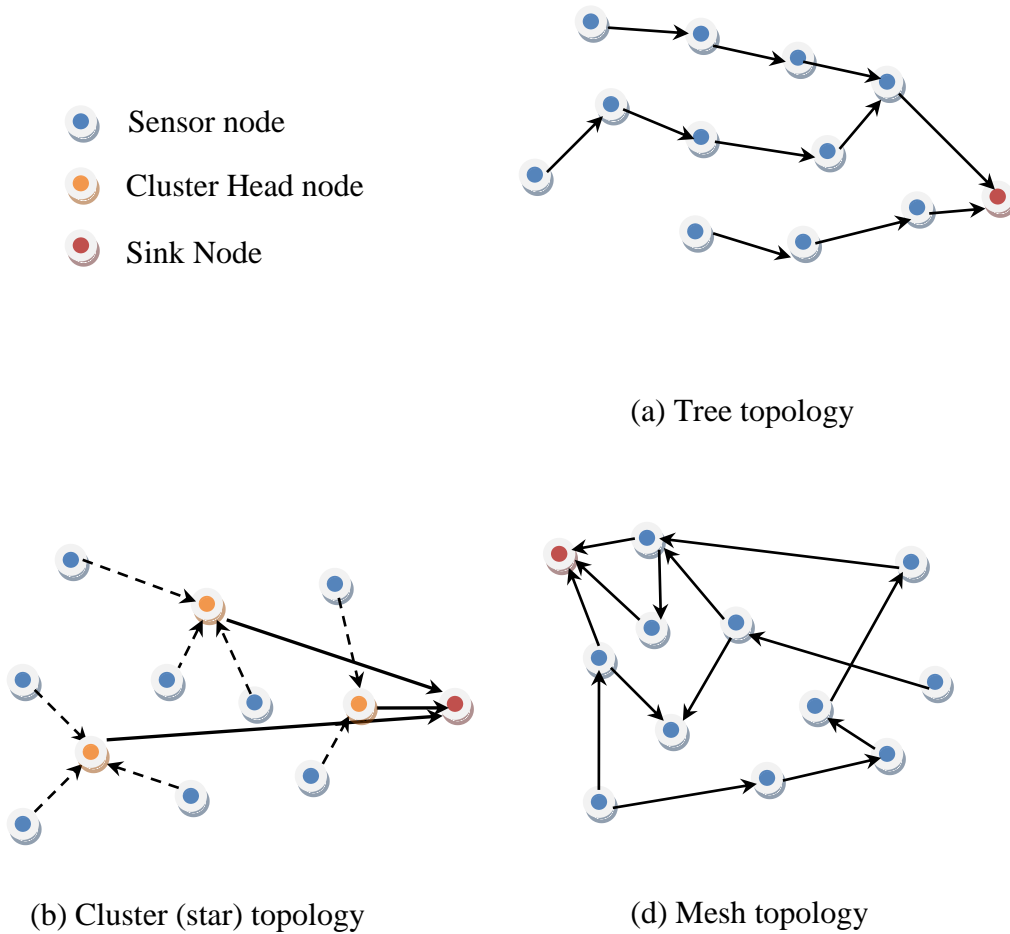 Sensor node
Cluster Head node
Sink Node
(a) Tree topology
(b) Cluster (star) topology
(d) Mesh topology